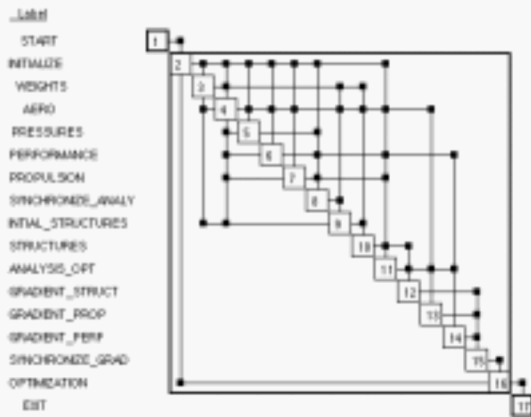 Label
START 1
INITIALIZE 2
WEIGHTS 3
AERO 4
PRESSURES 5
PERFORMANCE 6
PROPULSION 7
SYNCHRONIZE_ANALY 8
INTIAL_STRUCTURES 9
STRUCTURES 10
ANALYSIS_OPT 11
GRADIENT_STRUCT 12
GRADIENT_PROP 13
GRADIENT_PERF 14
SYNCHRONIZE_GRAD 15
OPTIMIZATION 16
EXIT 17